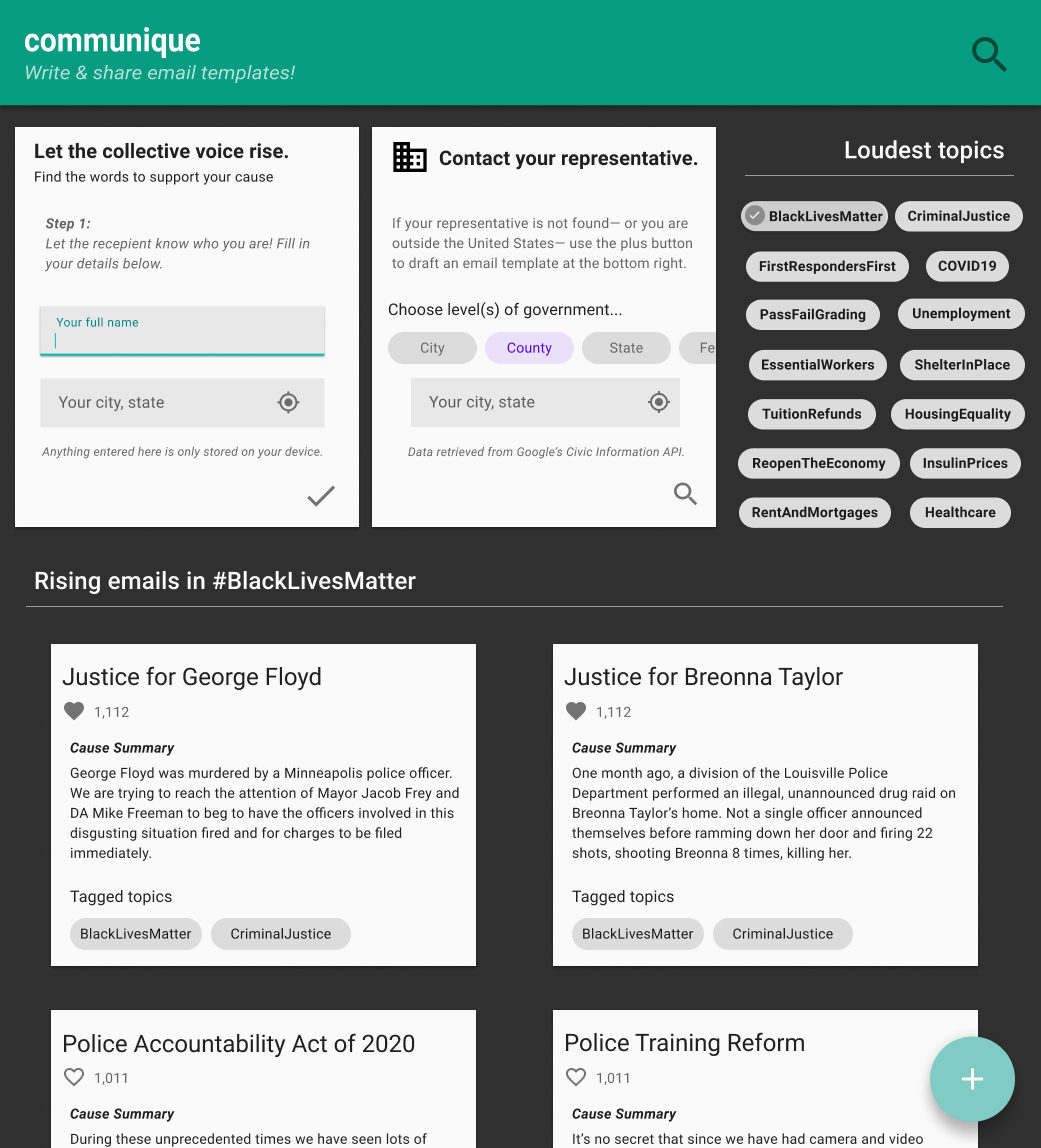 communique
Write & share email templates!
Let the collective voice rise.
Find the words to support your cause
Step 1:
Let the recepient know who you are! Fill in
your details below.
Your full name
Your city, state
Anything entered here is only stored on your device.
Contact your representative.
If your representative is not found— or you are
outside the United States— use the plus button
to draft an email template at the bottom right.
Choose level(s) of government...
City County State Fe
Your city, state
Data retrieved from Google's Civic Information API.
Loudest topics
BlackLivesMatter CriminalJustice
FirstRespondersFirst COVID19
PassFailGrading Unemployment
EssentialWorkers ShelterInPlace
TuitionRefunds HousingEquality
ReopenTheEconomy InsulinPrices
RentAndMortgages Healthcare
Rising emails in #BlackLivesMatter
Justice for George Floyd
1,112
Cause Summary
George Floyd was murdered by a Minneapolis police officer.
We are trying to reach the attention of Mayor Jacob Frey and
DA Mike Freeman to beg to have the officers involved in this
disgusting situation fired and for charges to be filed
immediately.
Tagged topics
BlackLivesMatter CriminalJustice
Justice for Breonna Taylor
1,112
Cause Summary
One month ago, a division of the Louisville Police
Department performed an illegal, unannounced drug raid on
Breonna Taylor's home. Not a single officer announced
themselves before ramming down her door and firing 22
shots, shooting Breonna 8 times, killing her.
Tagged topics
BlackLivesMatter CriminalJustice
Police Accountability Act of 2020
1,011
Cause Summary
During these unprecedented times we have seen lots of
Police Training Reform
1,011
Cause Summary
It's no secret that since we have had camera and video